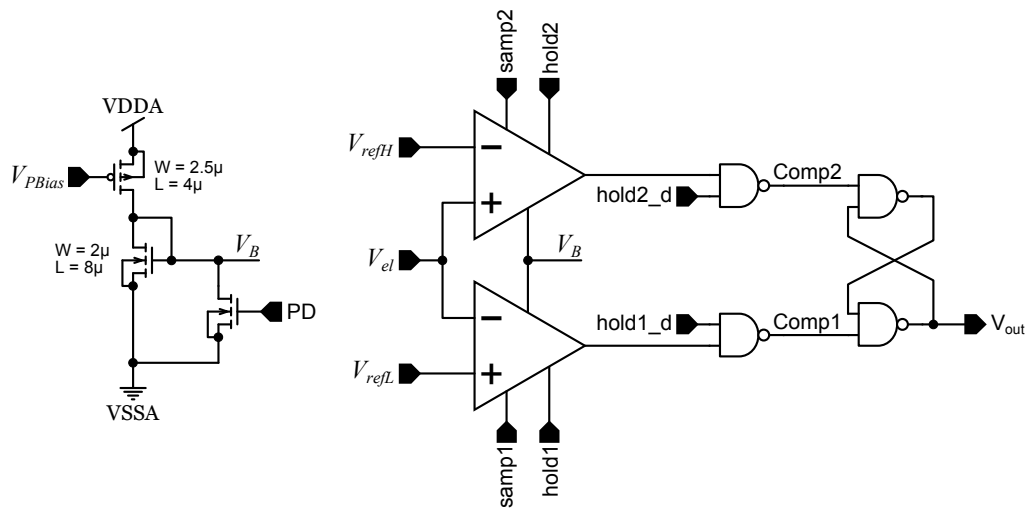 VDDA
V_PBias
W = 2.5µ
L = 4µ
W = 2µ
L = 8µ
V_B
PD
VSSA
samp2
hold2
V_refH
hold2_d
Comp2
V_el
V_B
hold1_d
Comp1
V_out
V_refL
samp1
hold1